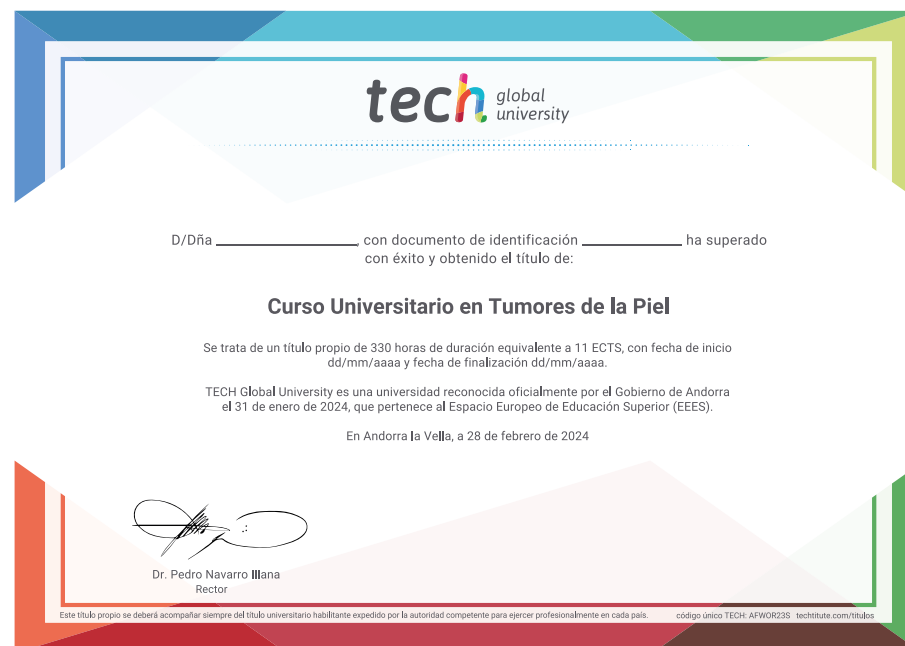 tech global university
D/Dña ____________, con documento de identificación ____________ ha superado
con éxito y obtenido el título de:
Curso Universitario en Tumores de la Piel
Se trata de un título propio de 330 horas de duración equivalente a 11 ECTS, con fecha de inicio
dd/mm/aaaa y fecha de finalización dd/mm/aaaa.
TECH Global University es una universidad reconocida oficialmente por el Gobierno de Andorra
el 31 de enero de 2024, que pertenece al Espacio Europeo de Educación Superior (EEES).
En Andorra la Vella, a 28 de febrero de 2024
Dr. Pedro Navarro Illana
Rector
Este título propio se deberá acompañar siempre del título universitario habilitante expedido por la autoridad competente para ejercer profesionalmente en cada país. código único TECH: AFWOR23S techtitute.com/titulos